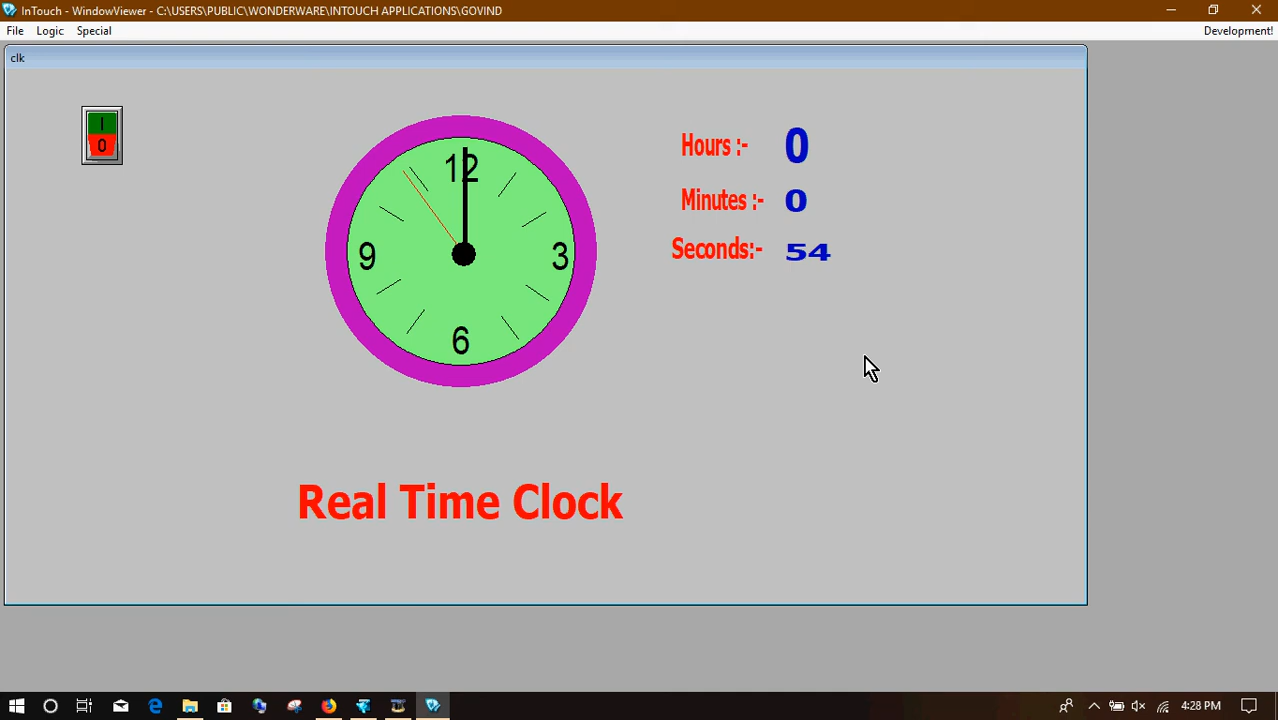 InTouch - WindowViewer - C:\USERS\PUBLIC\WONDERWARE\INTOUCH APPLICATIONS\GOVIND
File Logic Special Development!
clk
I
0
12
9 3
6
Hours :- 0
Minutes :- 0
Seconds:- 54
Real Time Clock
4:28 PM